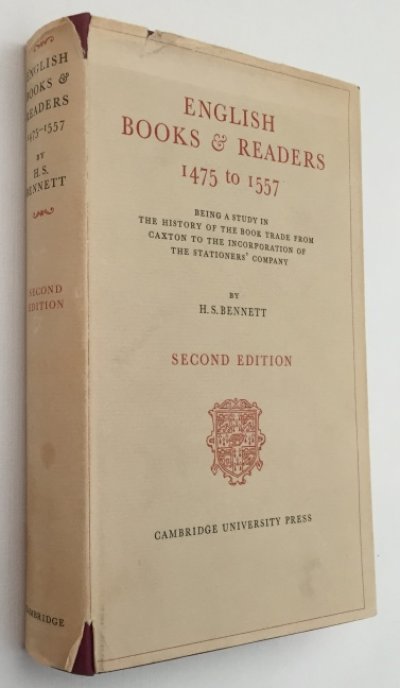 ENGLISH
BOOKS &
READERS
1475–1557
BY
H.S.
BENNETT
SECOND
EDITION
CAMBRIDGE
ENGLISH
BOOKS & READERS
1475 to 1557
BEING A STUDY IN
THE HISTORY OF THE BOOK TRADE FROM
CAXTON TO THE INCORPORATION OF
THE STATIONERS' COMPANY
BY
H.S.BENNETT
SECOND EDITION
CAMBRIDGE UNIVERSITY PRESS